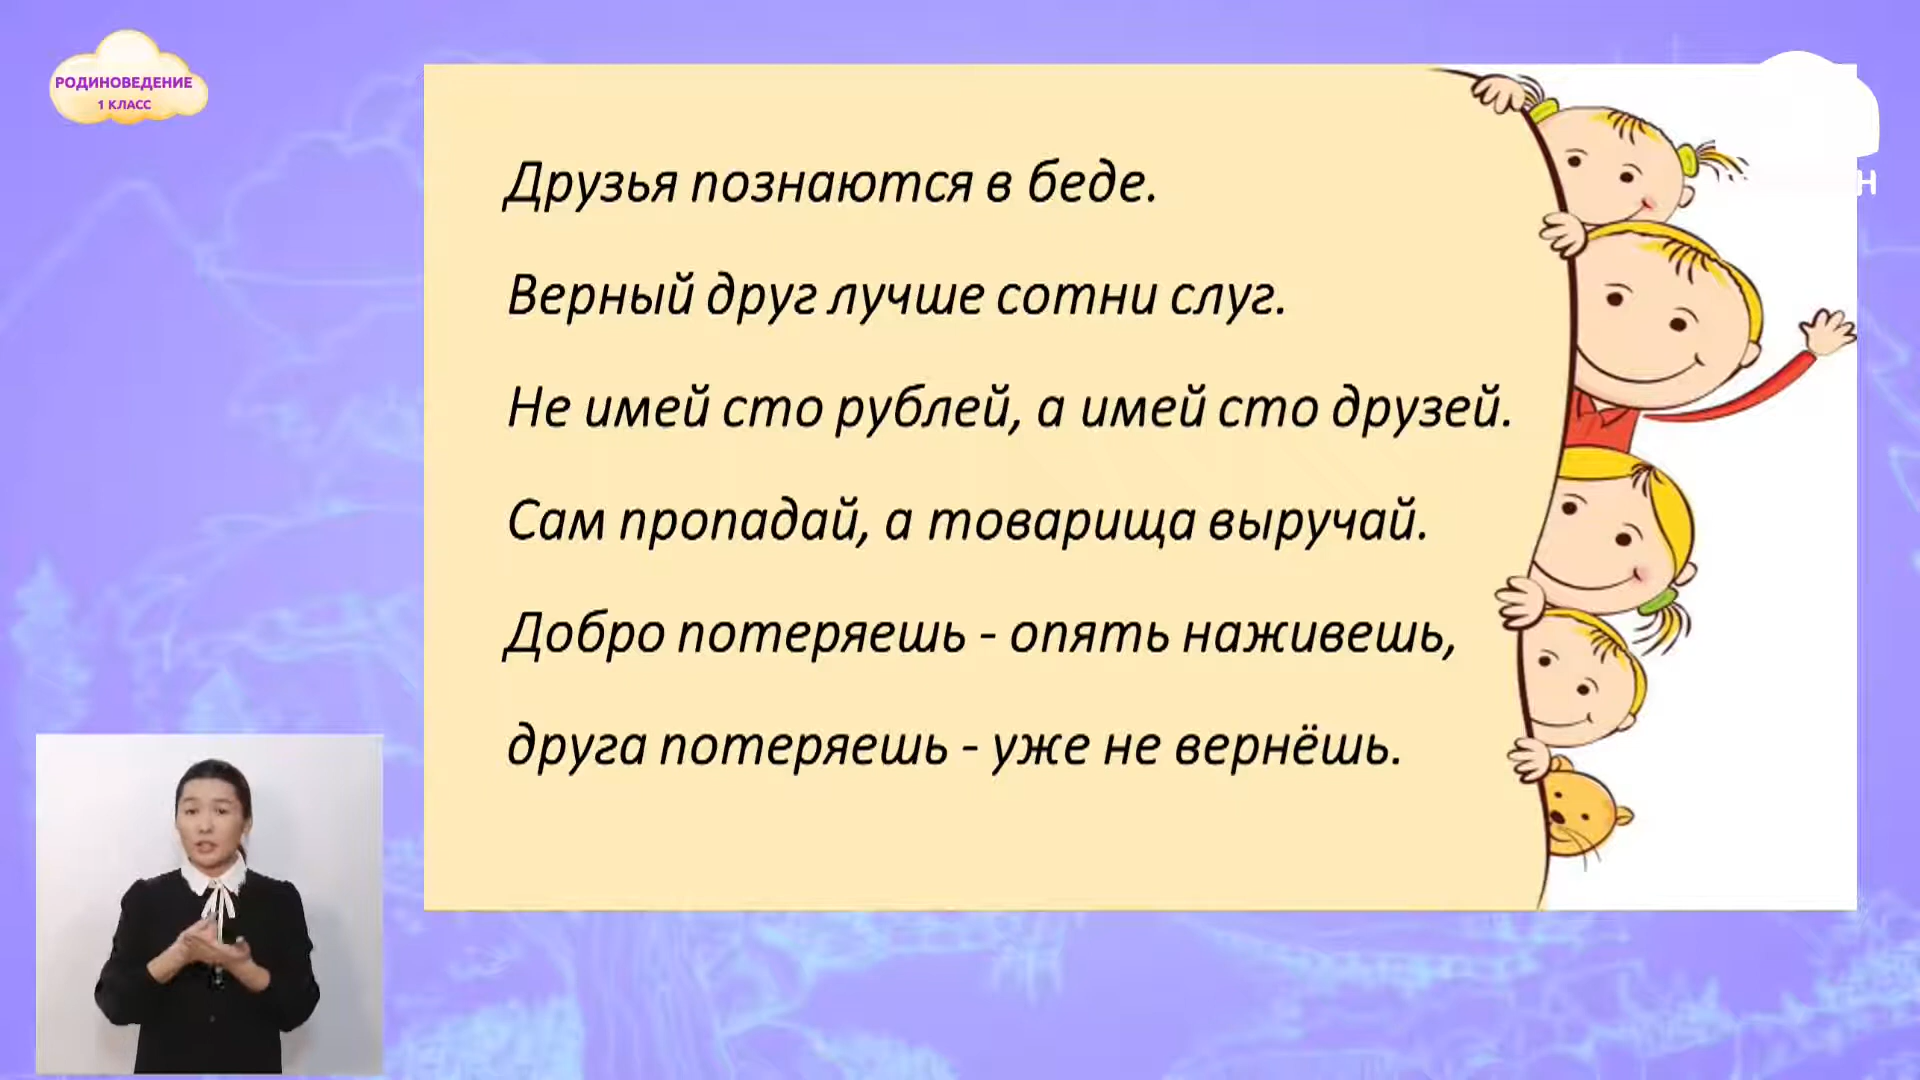 РОДИНОВЕДЕНИЕ
1 КЛАСС
Друзья познаются в беде.
Верный друг лучше сотни слуг.
Не имей сто рублей, а имей сто друзей.
Сам пропадай, а товарища выручай.
Добро потеряешь - опять наживешь,
друга потеряешь - уже не вернёшь.